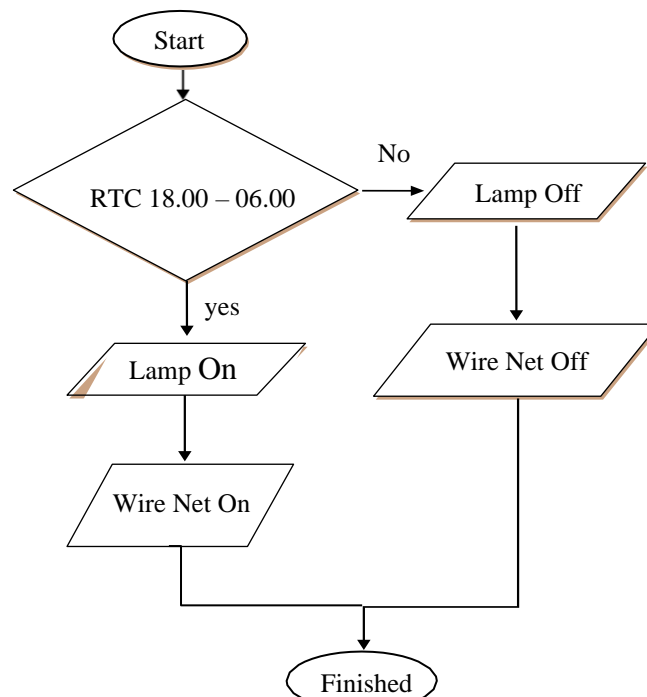 Start
No
RTC 18.00 – 06.00
Lamp Off
yes
Lamp On
Wire Net Off
Wire Net On
Finished